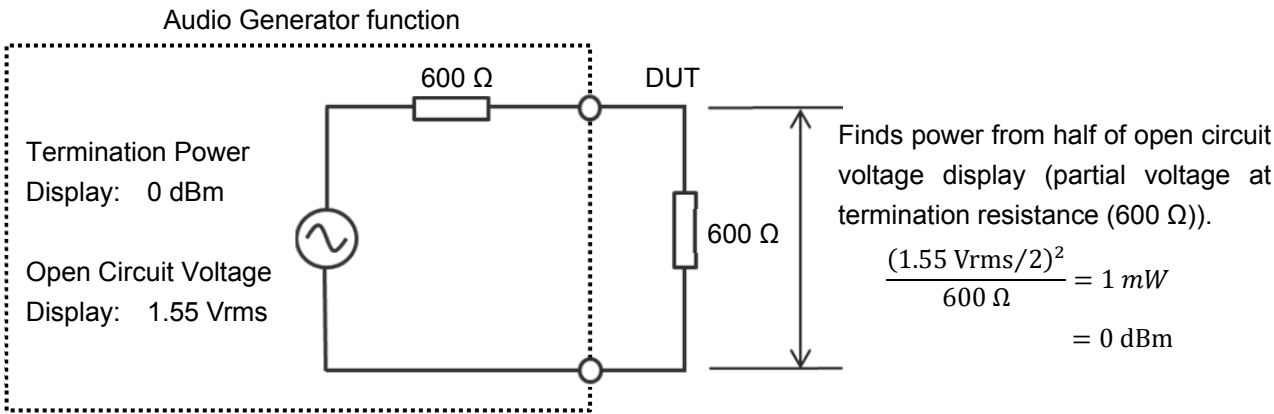 Audio Generator function
600 Ω
DUT
Termination Power
Display: 0 dBm
Open Circuit Voltage
Display: 1.55 Vrms
600 Ω
Finds power from half of open circuit
voltage display (partial voltage at
termination resistance (600 Ω)).
(1.55 Vrms/2)²
600 Ω
= 1 mW
= 0 dBm